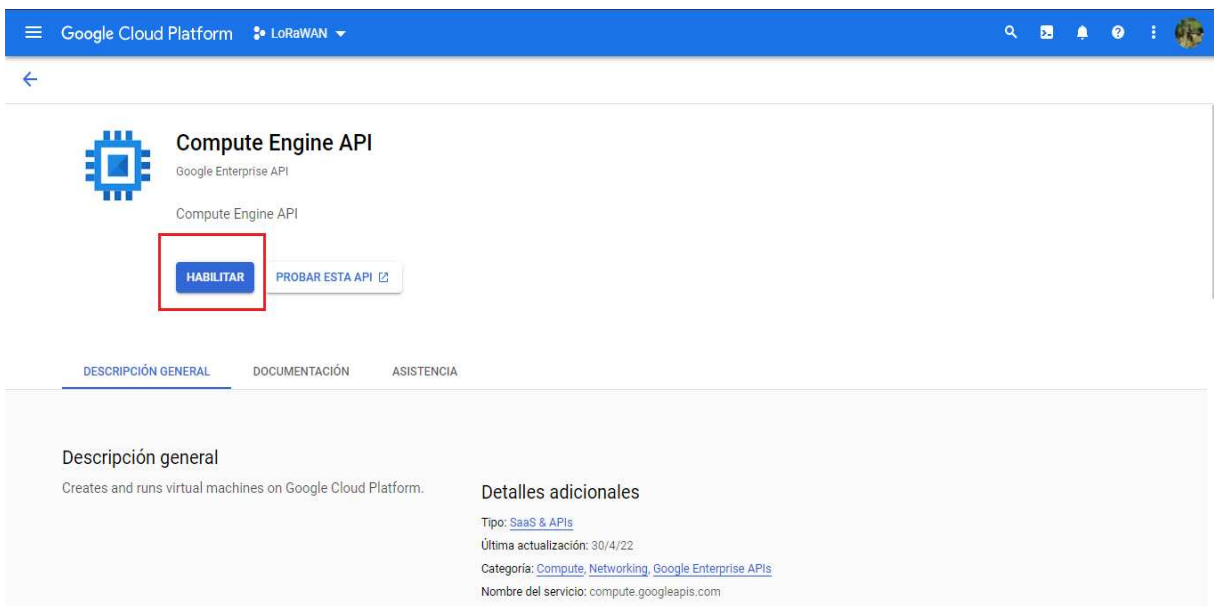 Google Cloud Platform LoRaWAN
Compute Engine API
Google Enterprise API
Compute Engine API
HABILITAR PROBAR ESTA API
DESCRIPCIÓN GENERAL DOCUMENTACIÓN ASISTENCIA
Descripción general
Creates and runs virtual machines on Google Cloud Platform.
Detalles adicionales
Tipo: SaaS & APIs
Última actualización: 30/4/22
Categoría: Compute, Networking, Google Enterprise APIs
Nombre del servicio: compute.googleapis.com